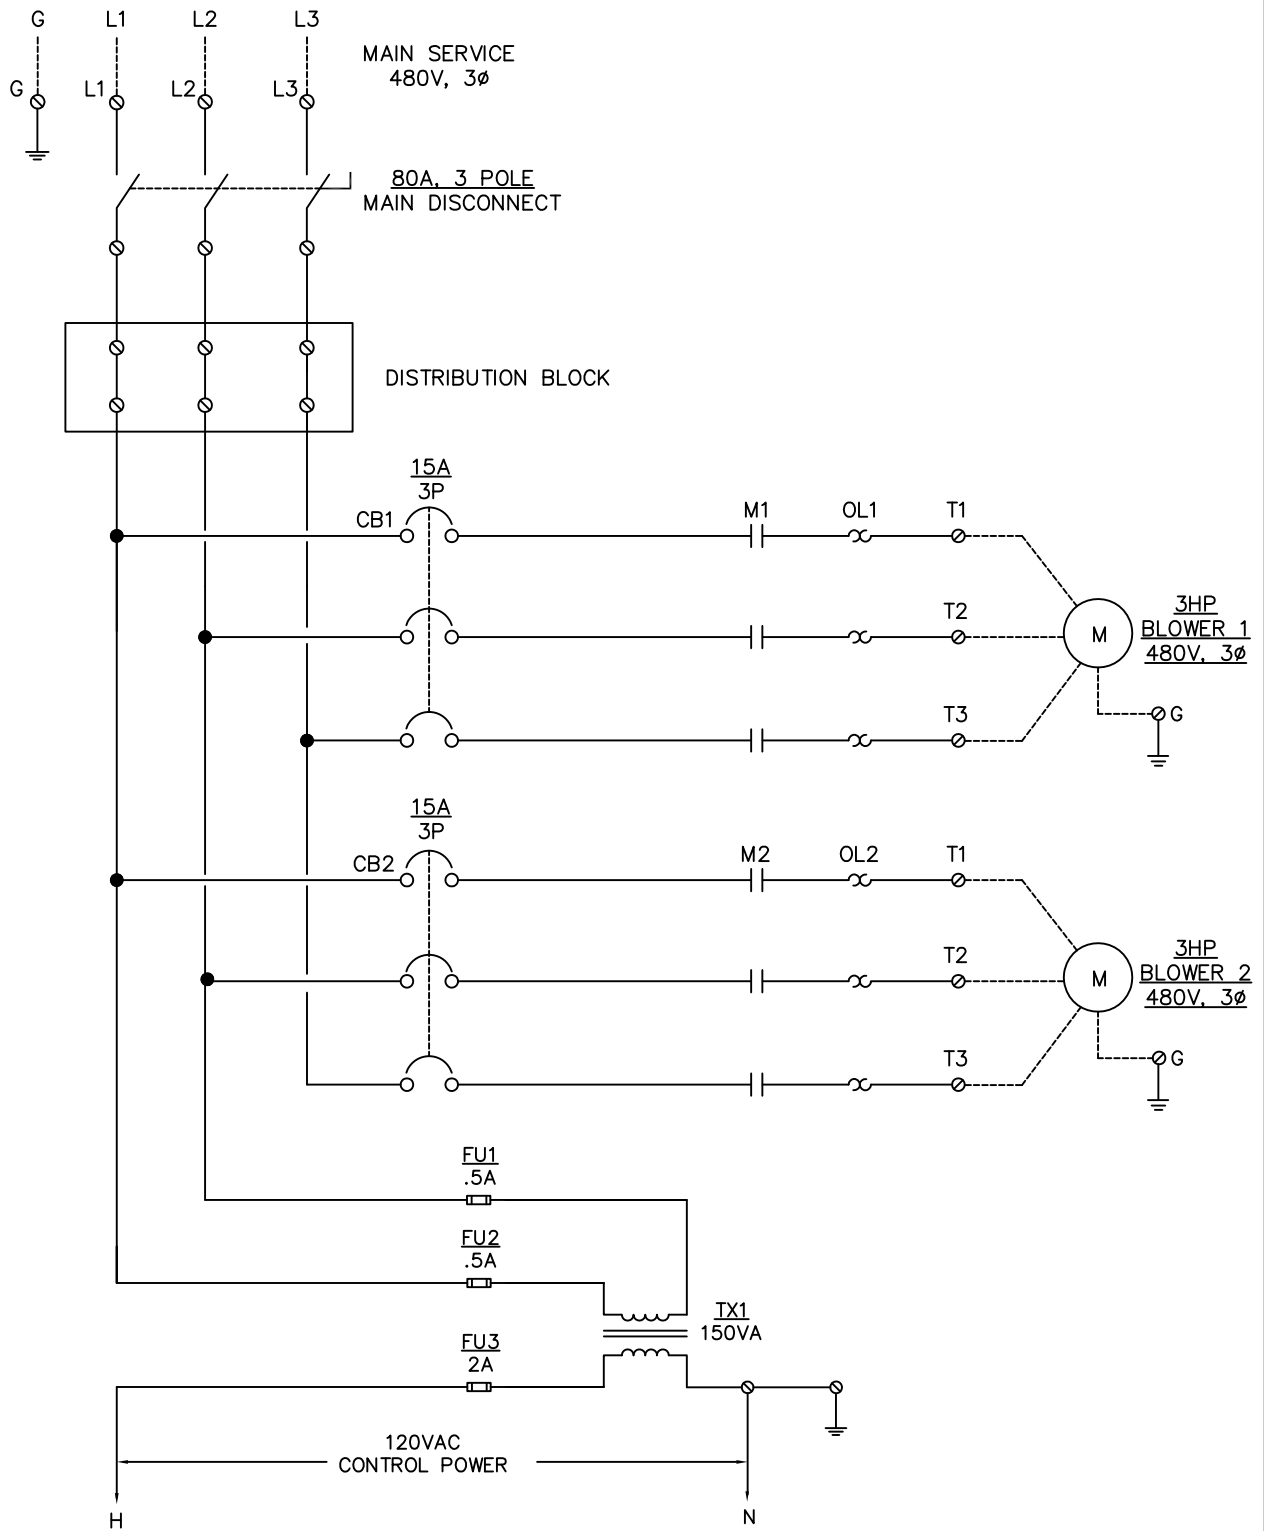 G L1 L2 L3
MAIN SERVICE
480V, 3ø
G L1 L2 L3
80A, 3 POLE
MAIN DISCONNECT
DISTRIBUTION BLOCK
15A
3P
CB1 M1 OL1 T1
T2
3HP
BLOWER 1
480V, 3ø
M
T3
G
15A
3P
CB2 M2 OL2 T1
T2
3HP
BLOWER 2
480V, 3ø
M
T3
G
FU1
.5A
FU2
.5A
TX1
150VA
FU3
2A
120VAC
CONTROL POWER
H N